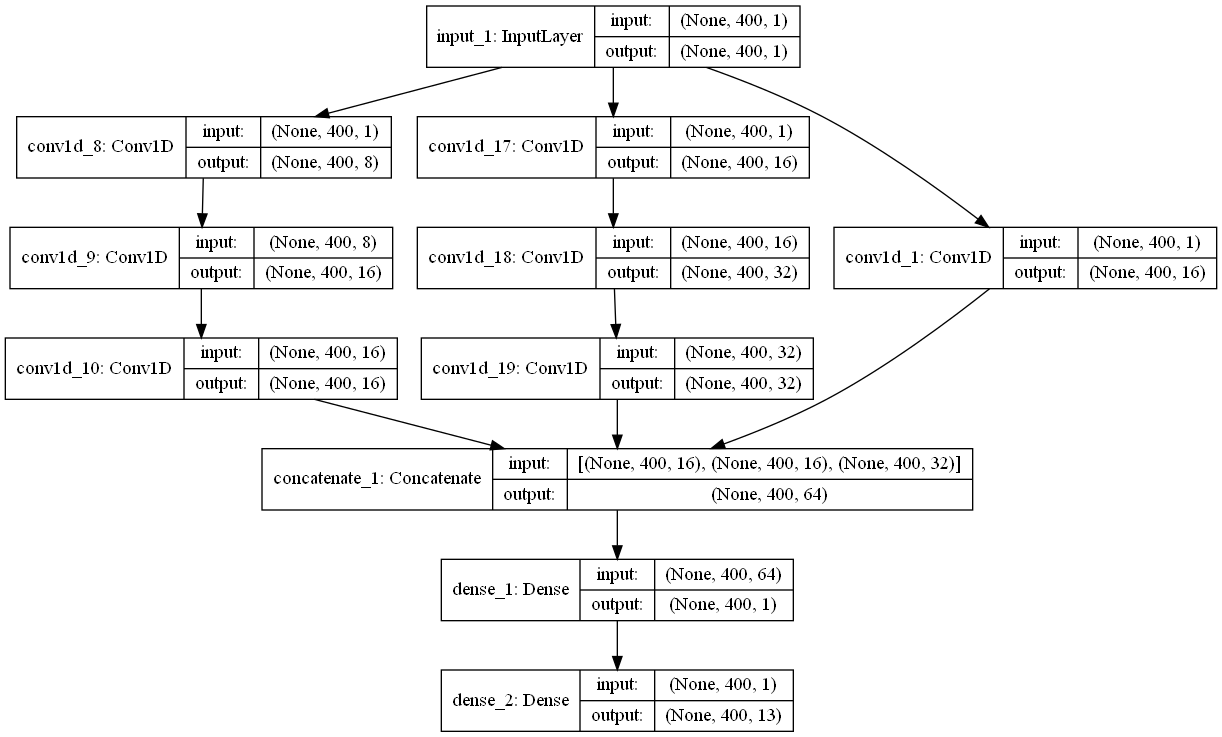 input_1: InputLayer
input: (None, 400, 1)
output: (None, 400, 1)
conv1d_8: Conv1D
input: (None, 400, 1)
output: (None, 400, 8)
conv1d_17: Conv1D
input: (None, 400, 1)
output: (None, 400, 16)
conv1d_9: Conv1D
input: (None, 400, 8)
output: (None, 400, 16)
conv1d_18: Conv1D
input: (None, 400, 16)
output: (None, 400, 32)
conv1d_1: Conv1D
input: (None, 400, 1)
output: (None, 400, 16)
conv1d_10: Conv1D
input: (None, 400, 16)
output: (None, 400, 16)
conv1d_19: Conv1D
input: (None, 400, 32)
output: (None, 400, 32)
concatenate_1: Concatenate
input: [(None, 400, 16), (None, 400, 16), (None, 400, 32)]
output: (None, 400, 64)
dense_1: Dense
input: (None, 400, 64)
output: (None, 400, 1)
dense_2: Dense
input: (None, 400, 1)
output: (None, 400, 13)